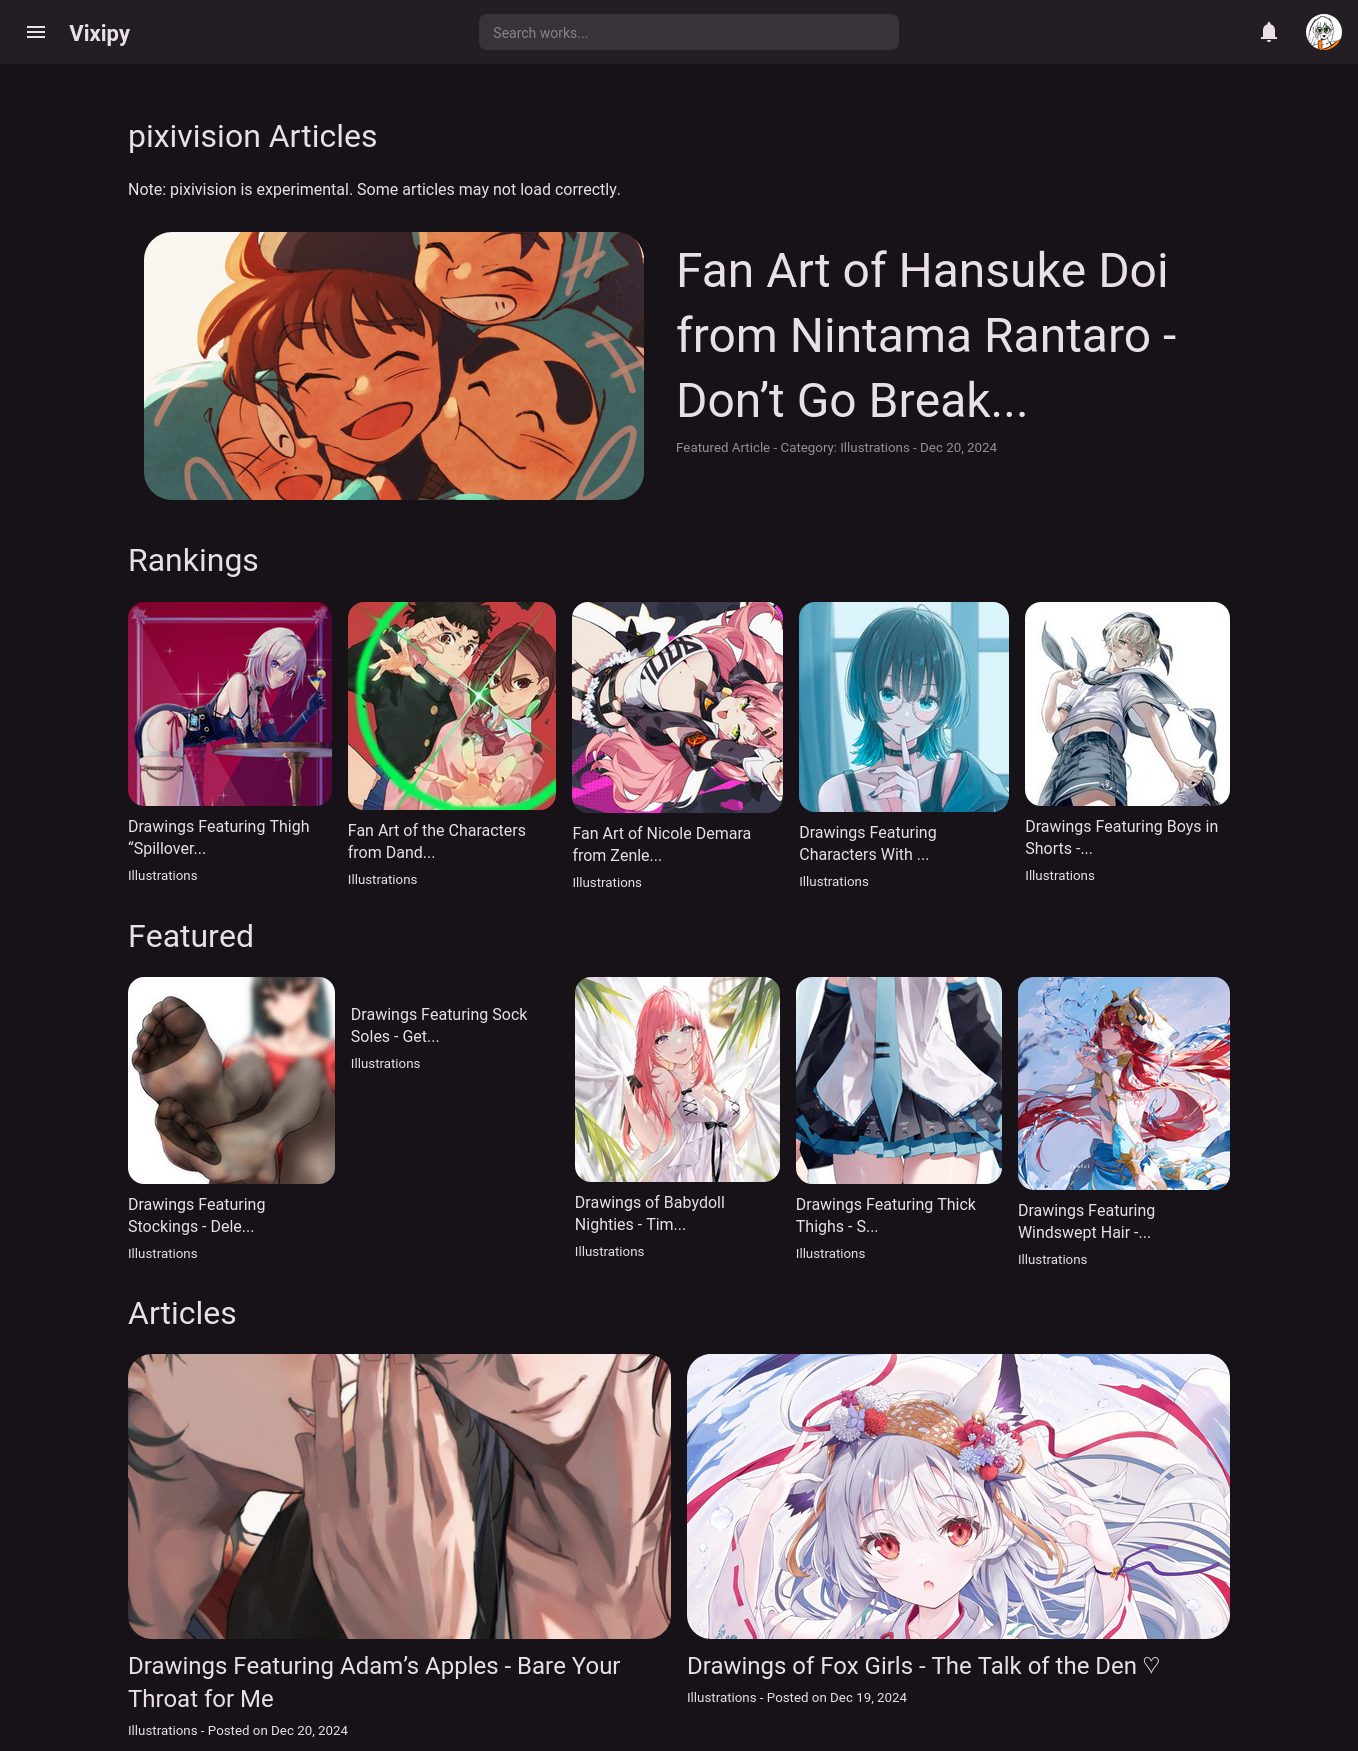 Vixipy
Search works...
pixivision Articles
Note: pixivision is experimental. Some articles may not load correctly.
Fan Art of Hansuke Doi
from Nintama Rantaro -
Don’t Go Break...
Featured Article - Category: Illustrations - Dec 20, 2024
Rankings
Drawings Featuring Thigh
“Spillover...
Illustrations
Fan Art of the Characters
from Dand...
Illustrations
Fan Art of Nicole Demara
from Zenle...
Illustrations
Drawings Featuring
Characters With ...
Illustrations
Drawings Featuring Boys in
Shorts -...
Illustrations
Featured
Drawings Featuring
Stockings - Dele...
Illustrations
Drawings Featuring Sock
Soles - Get...
Illustrations
Drawings of Babydoll
Nighties - Tim...
Illustrations
Drawings Featuring Thick
Thighs - S...
Illustrations
Drawings Featuring
Windswept Hair -...
Illustrations
Articles
Drawings Featuring Adam’s Apples - Bare Your
Throat for Me
Illustrations - Posted on Dec 20, 2024
Drawings of Fox Girls - The Talk of the Den ♡
Illustrations - Posted on Dec 19, 2024